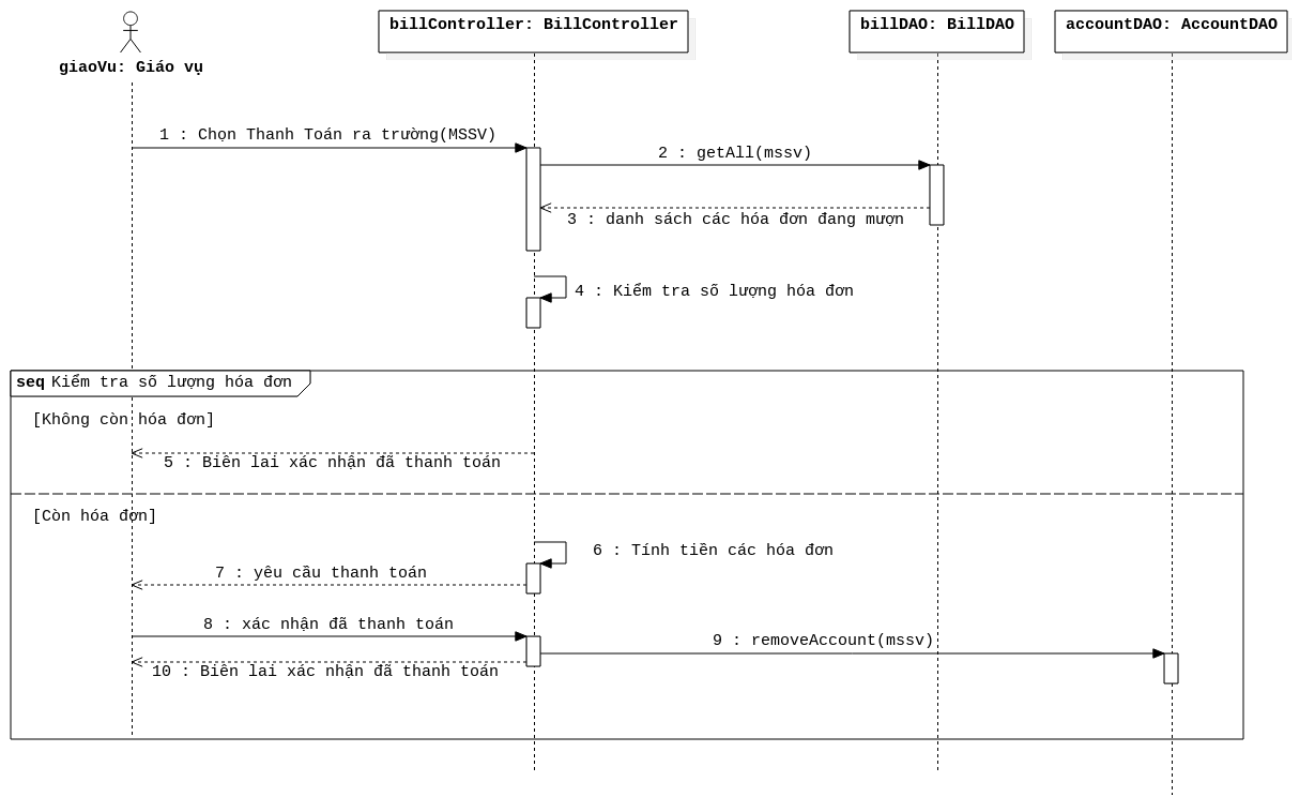 billController: BillController
billDAO: BillDAO
accountDAO: AccountDAO
giaoVu: Giáo vụ
1 : Chọn Thanh Toán ra trường(MSSV)
2 : getAll(mssv)
3 : danh sách các hóa đơn đang mượn
4 : Kiểm tra số lượng hóa đơn
seq Kiểm tra số lượng hóa đơn
[Không còn hóa đơn]
5 : Biên lai xác nhận đã thanh toán
[Còn hóa đơn]
6 : Tính tiền các hóa đơn
7 : yêu cầu thanh toán
8 : xác nhận đã thanh toán
9 : removeAccount(mssv)
10 : Biên lai xác nhận đã thanh toán